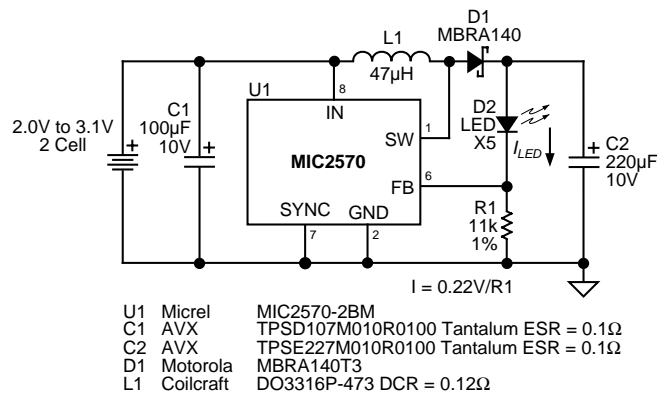 D1
MBRA140
L1
47µH
U1
8
IN
C1
100µF
10V
2.0V to 3.1V
2 Cell
+
+
MIC2570
SW
1
D2
LED
X5
I LED
+
C2
220µF
10V
FB
6
SYNC
GND
7
2
R1
11k
1%
I = 0.22V/R1
U1 Micrel MIC2570-2BM
C1 AVX TPSD107M010R0100 Tantalum ESR = 0.1Ω
C2 AVX TPSE227M010R0100 Tantalum ESR = 0.1Ω
D1 Motorola MBRA140T3
L1 Coilcraft DO3316P-473 DCR = 0.12Ω